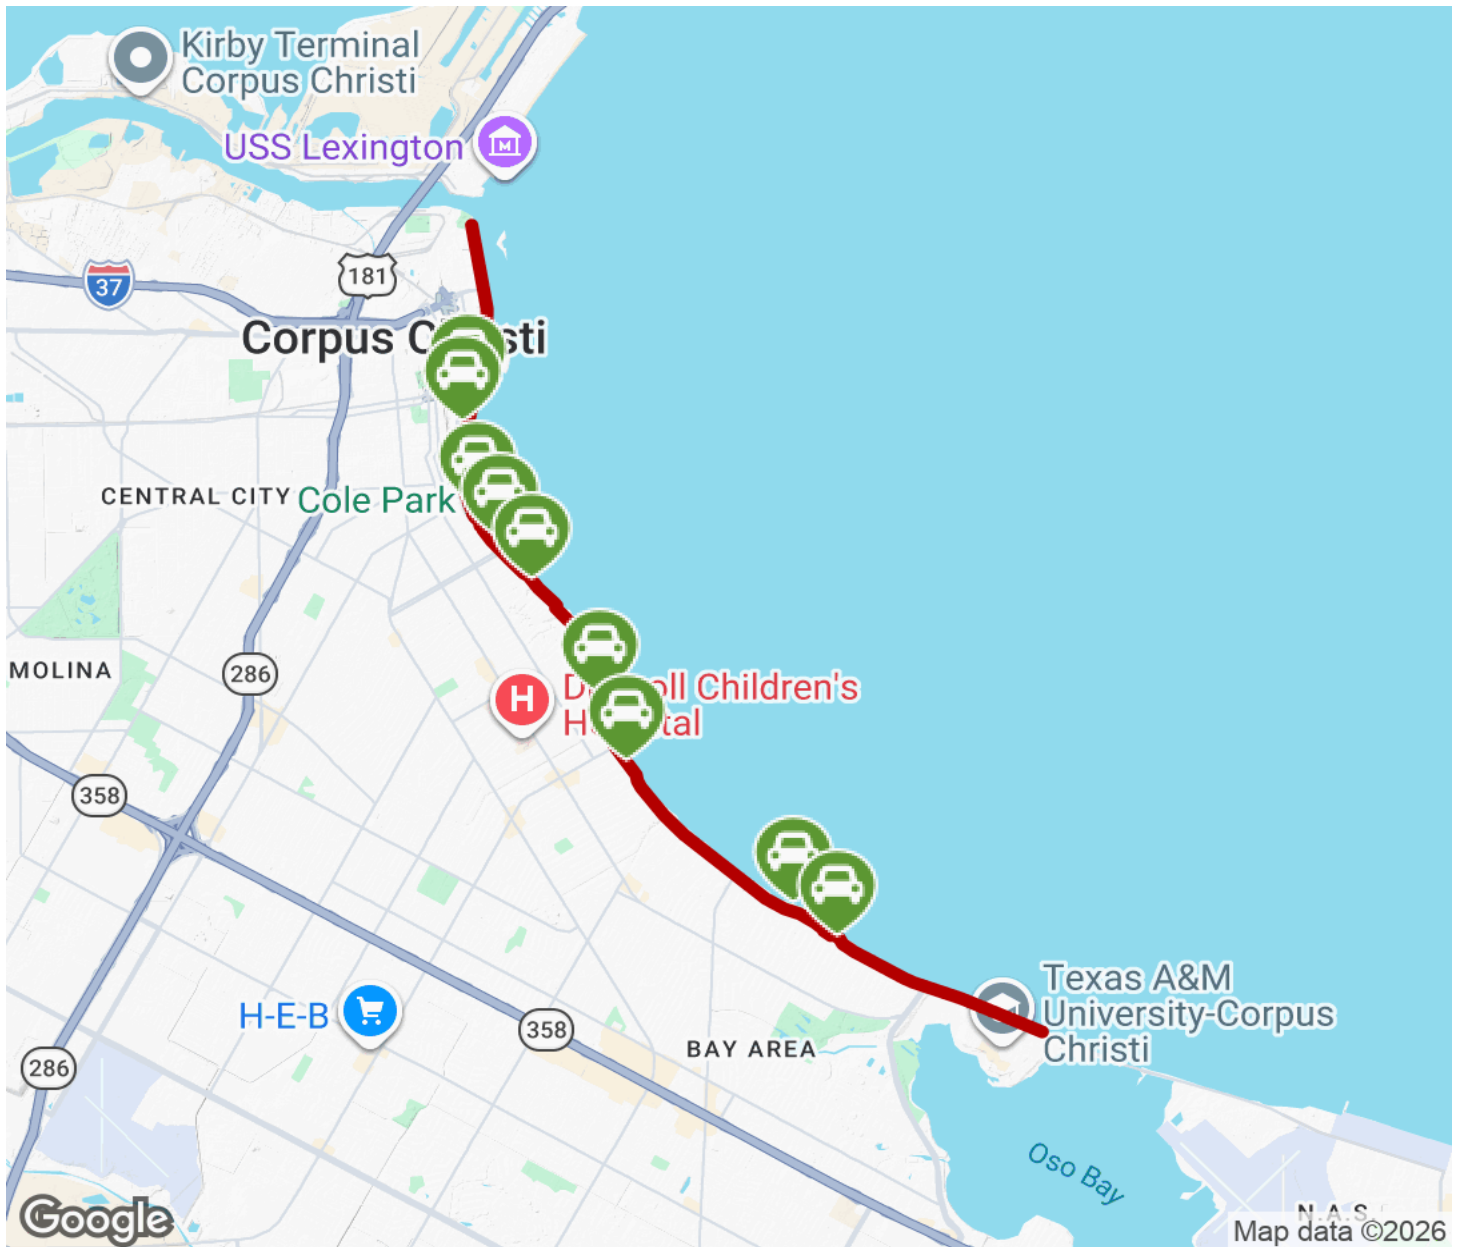 Kirby Terminal
Corpus Christi
USS Lexington
M
181
37
Corpus C sti
CENTRAL CITY
Cole Park
MOLINA
286
H
D oll Children's
H tal
358
H-E-B
358
286
BAY AREA
Texas A&M
University-Corpus
Christi
Oso Bay
N.A.S.
Google
Map data ©2026